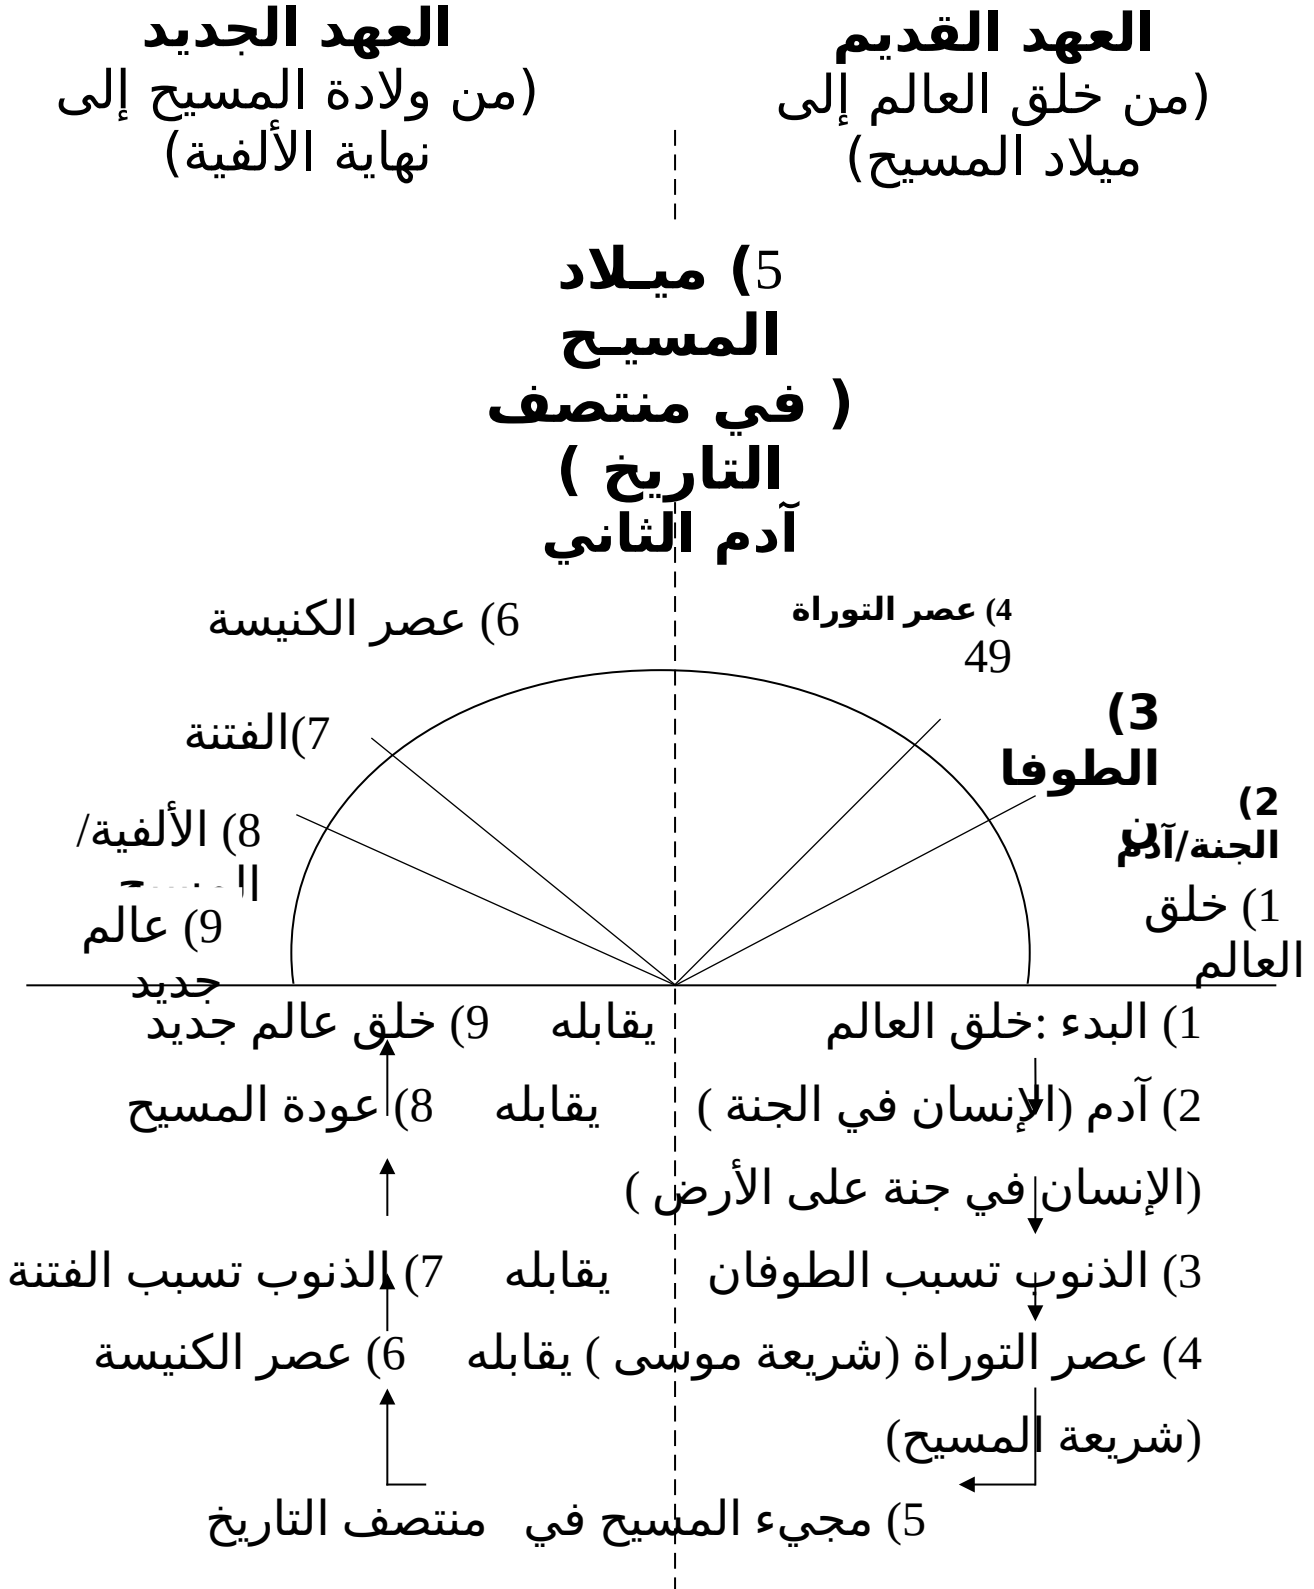 العهد القديم
(من خلق العالم إلى
ميلاد المسيح)
العهد الجديد
(من ولادة المسيح إلى
نهاية الألفية)
5) ميـلاد
المسيـح
( في منتصف
التاريخ )
آدم الثاني
4) عصر التوراة
49
6) عصر الكنيسة
3)
الطوفا
ن
7)الفتنة
2)
الجنة/آدم
8) الألفية/
المسيح
1) خلق
العالم
9) عالم
جديد
1) البدء :خلق العالم يقابله 9) خلق عالم جديد
2) آدم (الإنسان في الجنة ) يقابله 8) عودة المسيح
(الإنسان في جنة على الأرض )
3) الذنوب تسبب الطوفان يقابله 7) الذنوب تسبب الفتنة
4) عصر التوراة (شريعة موسى ) يقابله 6) عصر الكنيسة
(شريعة المسيح)
5) مجيء المسيح في منتصف التاريخ